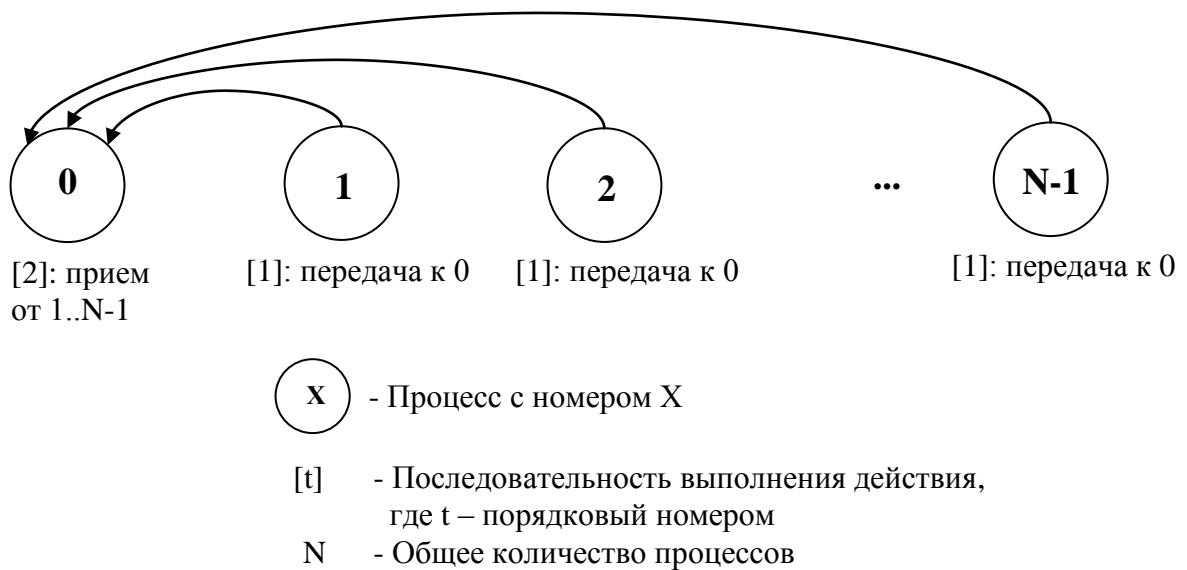 0
1
2
...
N-1
[2]: прием
от 1..N-1
[1]: передача к 0
[1]: передача к 0
[1]: передача к 0
X - Процесс с номером X
[t] - Последовательность выполнения действия,
где t – порядковый номером
N - Общее количество процессов